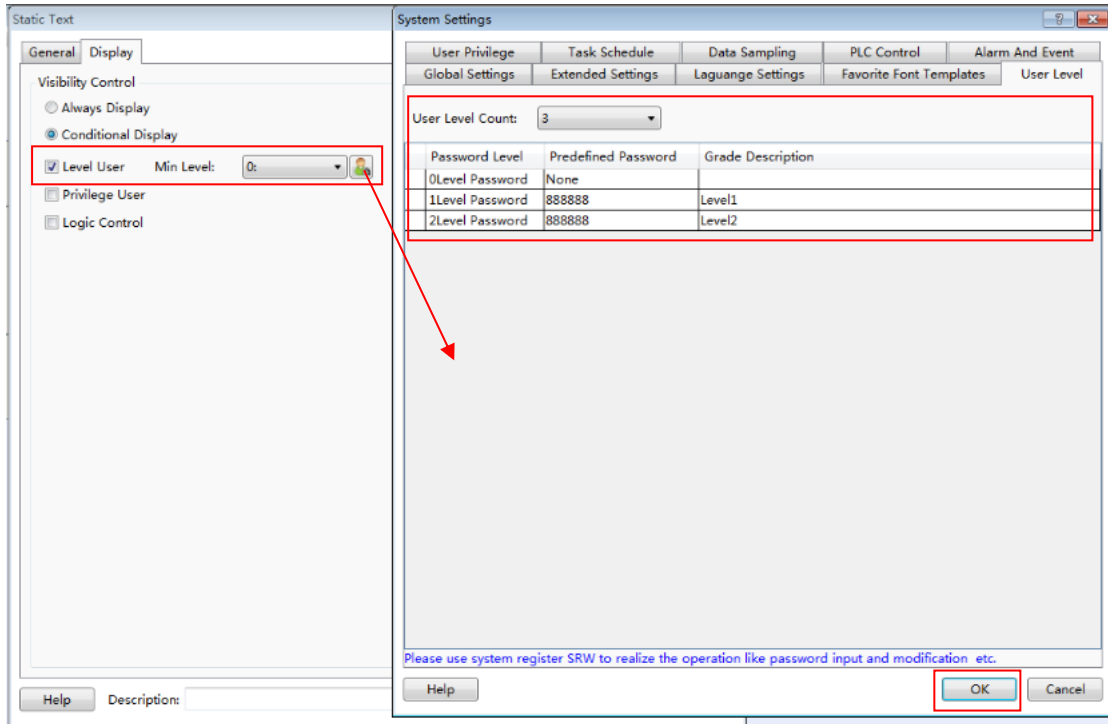 Static Text
General Display
Visibility Control
Always Display
Conditional Display
Level User Min Level: 0:
Privilege User
Logic Control
Help Description:
System Settings
User Privilege Task Schedule Data Sampling PLC Control Alarm And Event
Global Settings Extended Settings Laguange Settings Favorite Font Templates User Level
User Level Count: 3
Password Level Predefined Password Grade Description
0Level Password None
1Level Password 888888 Level1
2Level Password 888888 Level2
Please use system register SRW to realize the operation like password input and modification etc.
Help OK Cancel